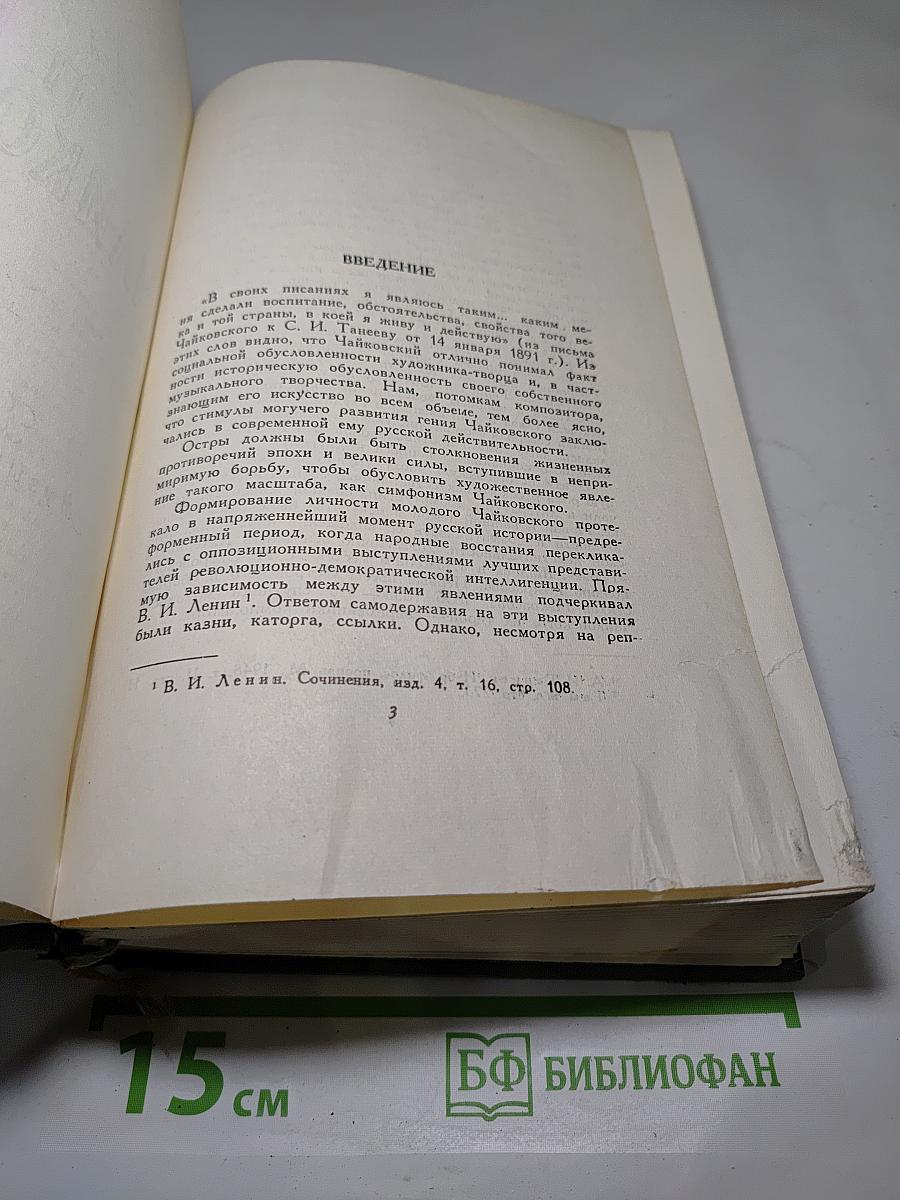 ВВЕДЕНИЕ
«В своих писаниях я являюсь таким... каким ме-
ня сделали воспитание, обстоятельства, свойства того ве-
ка и той страны, в коей я живу и действую» (из письма
Чайковского к С. И. Танееву от 14 января 1891 г.). Из
этих слов видно, что Чайковский отлично понимал факт
социальной обусловленности художника-творца и, в част-
ности историческую обусловленность своего собственного
музыкального творчества. Нам, потомкам композитора,
знающим его искусство во всем объеме, тем более ясно,
что стимулы могучего развития гения Чайковского заклю-
чались в современной ему русской действительности.
Остры должны были быть столкновения жизненных
противоречий эпохи и велики силы, вступившие в непри-
миримую борьбу, чтобы обусловить художественное явле-
ние такого масштаба, как симфонизм Чайковского.
Формирование личности молодого Чайковского проте-
кало в напряженнейший момент русской истории—предре-
форменный период, когда народные восстания переклика-
лись с оппозиционными выступлениями лучших представи-
телей революционно-демократической интеллигенции. Пря-
мую зависимость между этими явлениями подчеркивал
В. И. Ленин ¹. Ответом самодержавия на эти выступления
были казни, каторга, ссылки. Однако, несмотря на реп-
¹ В. И. Ленин. Сочинения, изд. 4, т. 16, стр. 108.
3
15 см
БФ БИБЛИОФАН